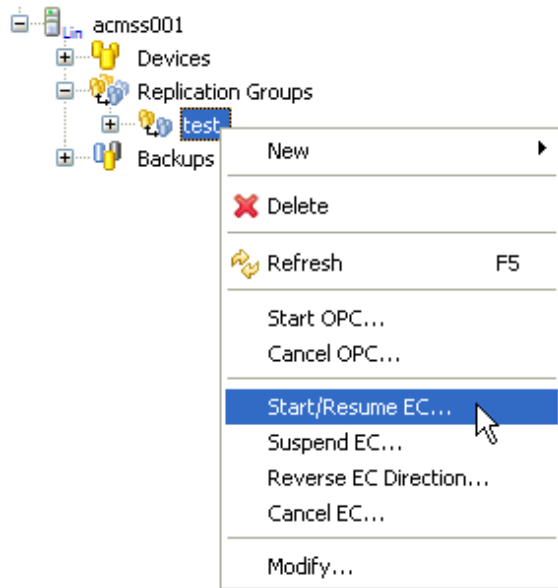 Lin acmss001
Devices
Replication Groups
test
Backups
New
Delete
Refresh F5
Start OPC...
Cancel OPC...
Start/Resume EC...
Suspend EC...
Reverse EC Direction...
Cancel EC...
Modify...